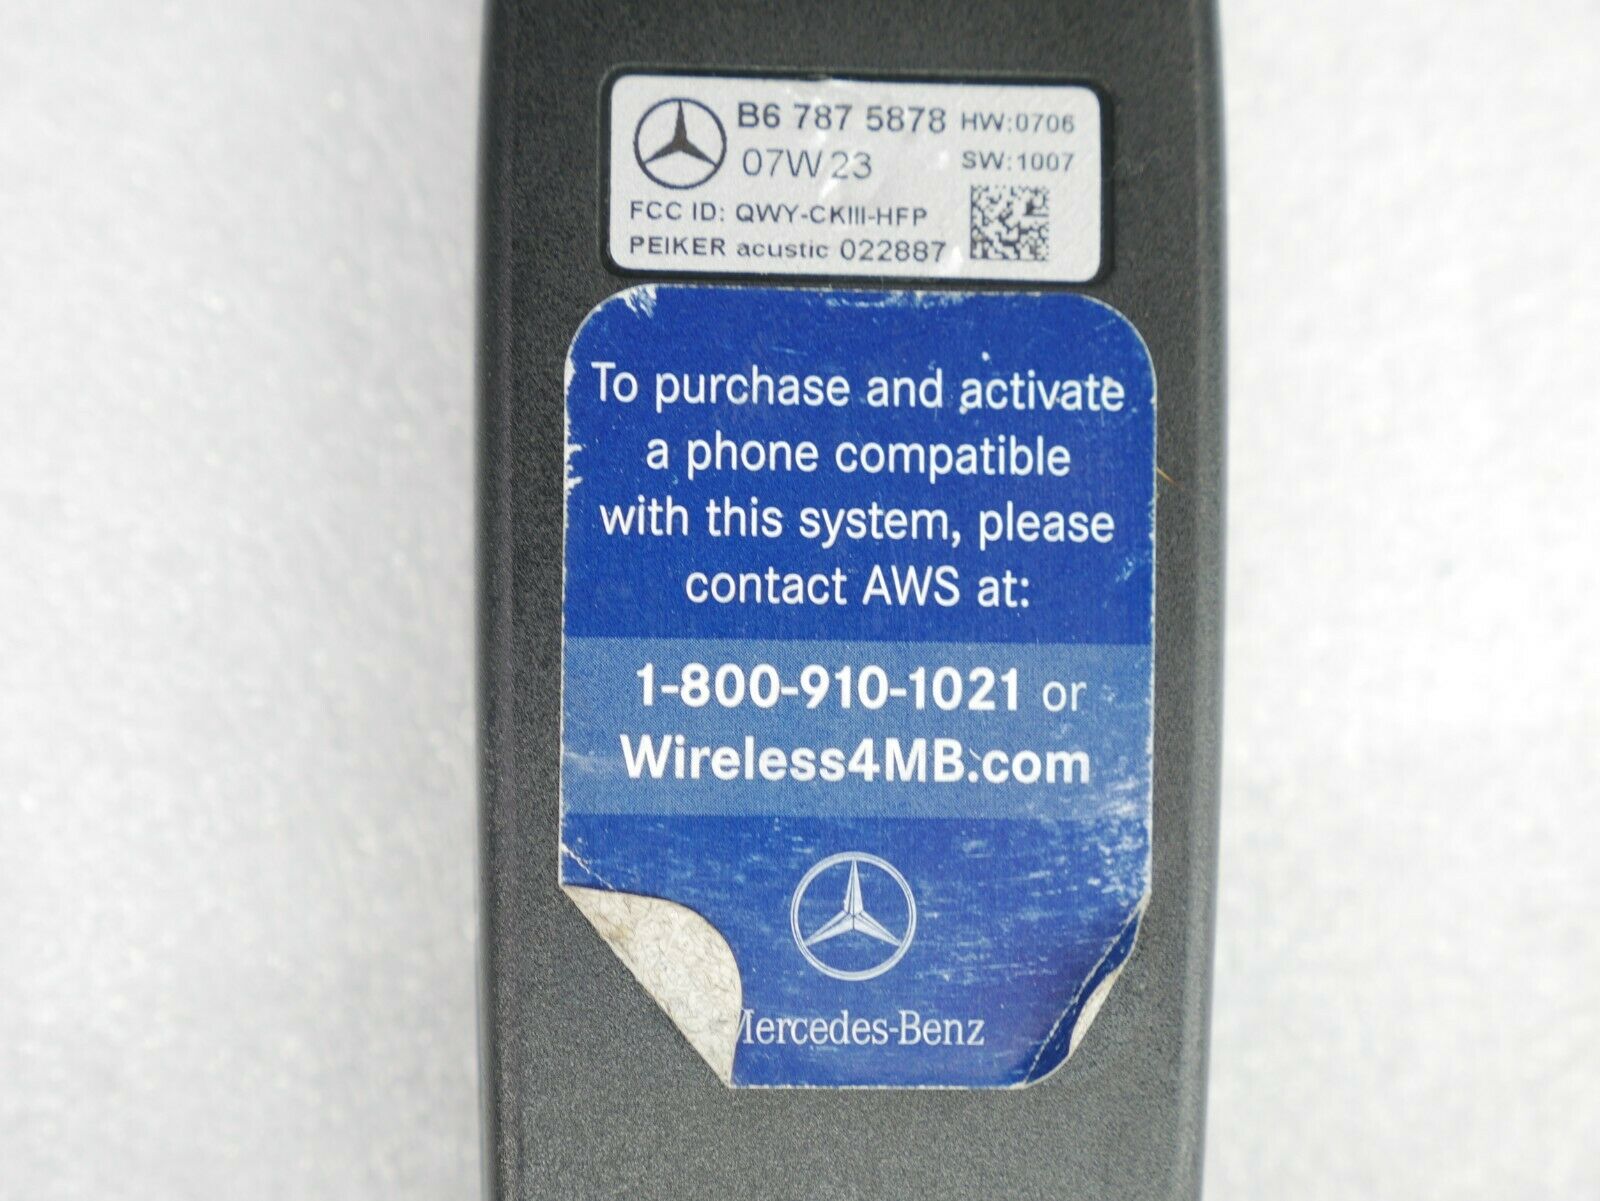 B6 787 5878 HW:0706
07W23 SW:1007
FCC ID: QWY-CKIII-HFP
PEIKER acustic 022887
To purchase and activate
a phone compatible
with this system, please
contact AWS at:
1-800-910-1021 or
Wireless4MB.com
Mercedes-Benz